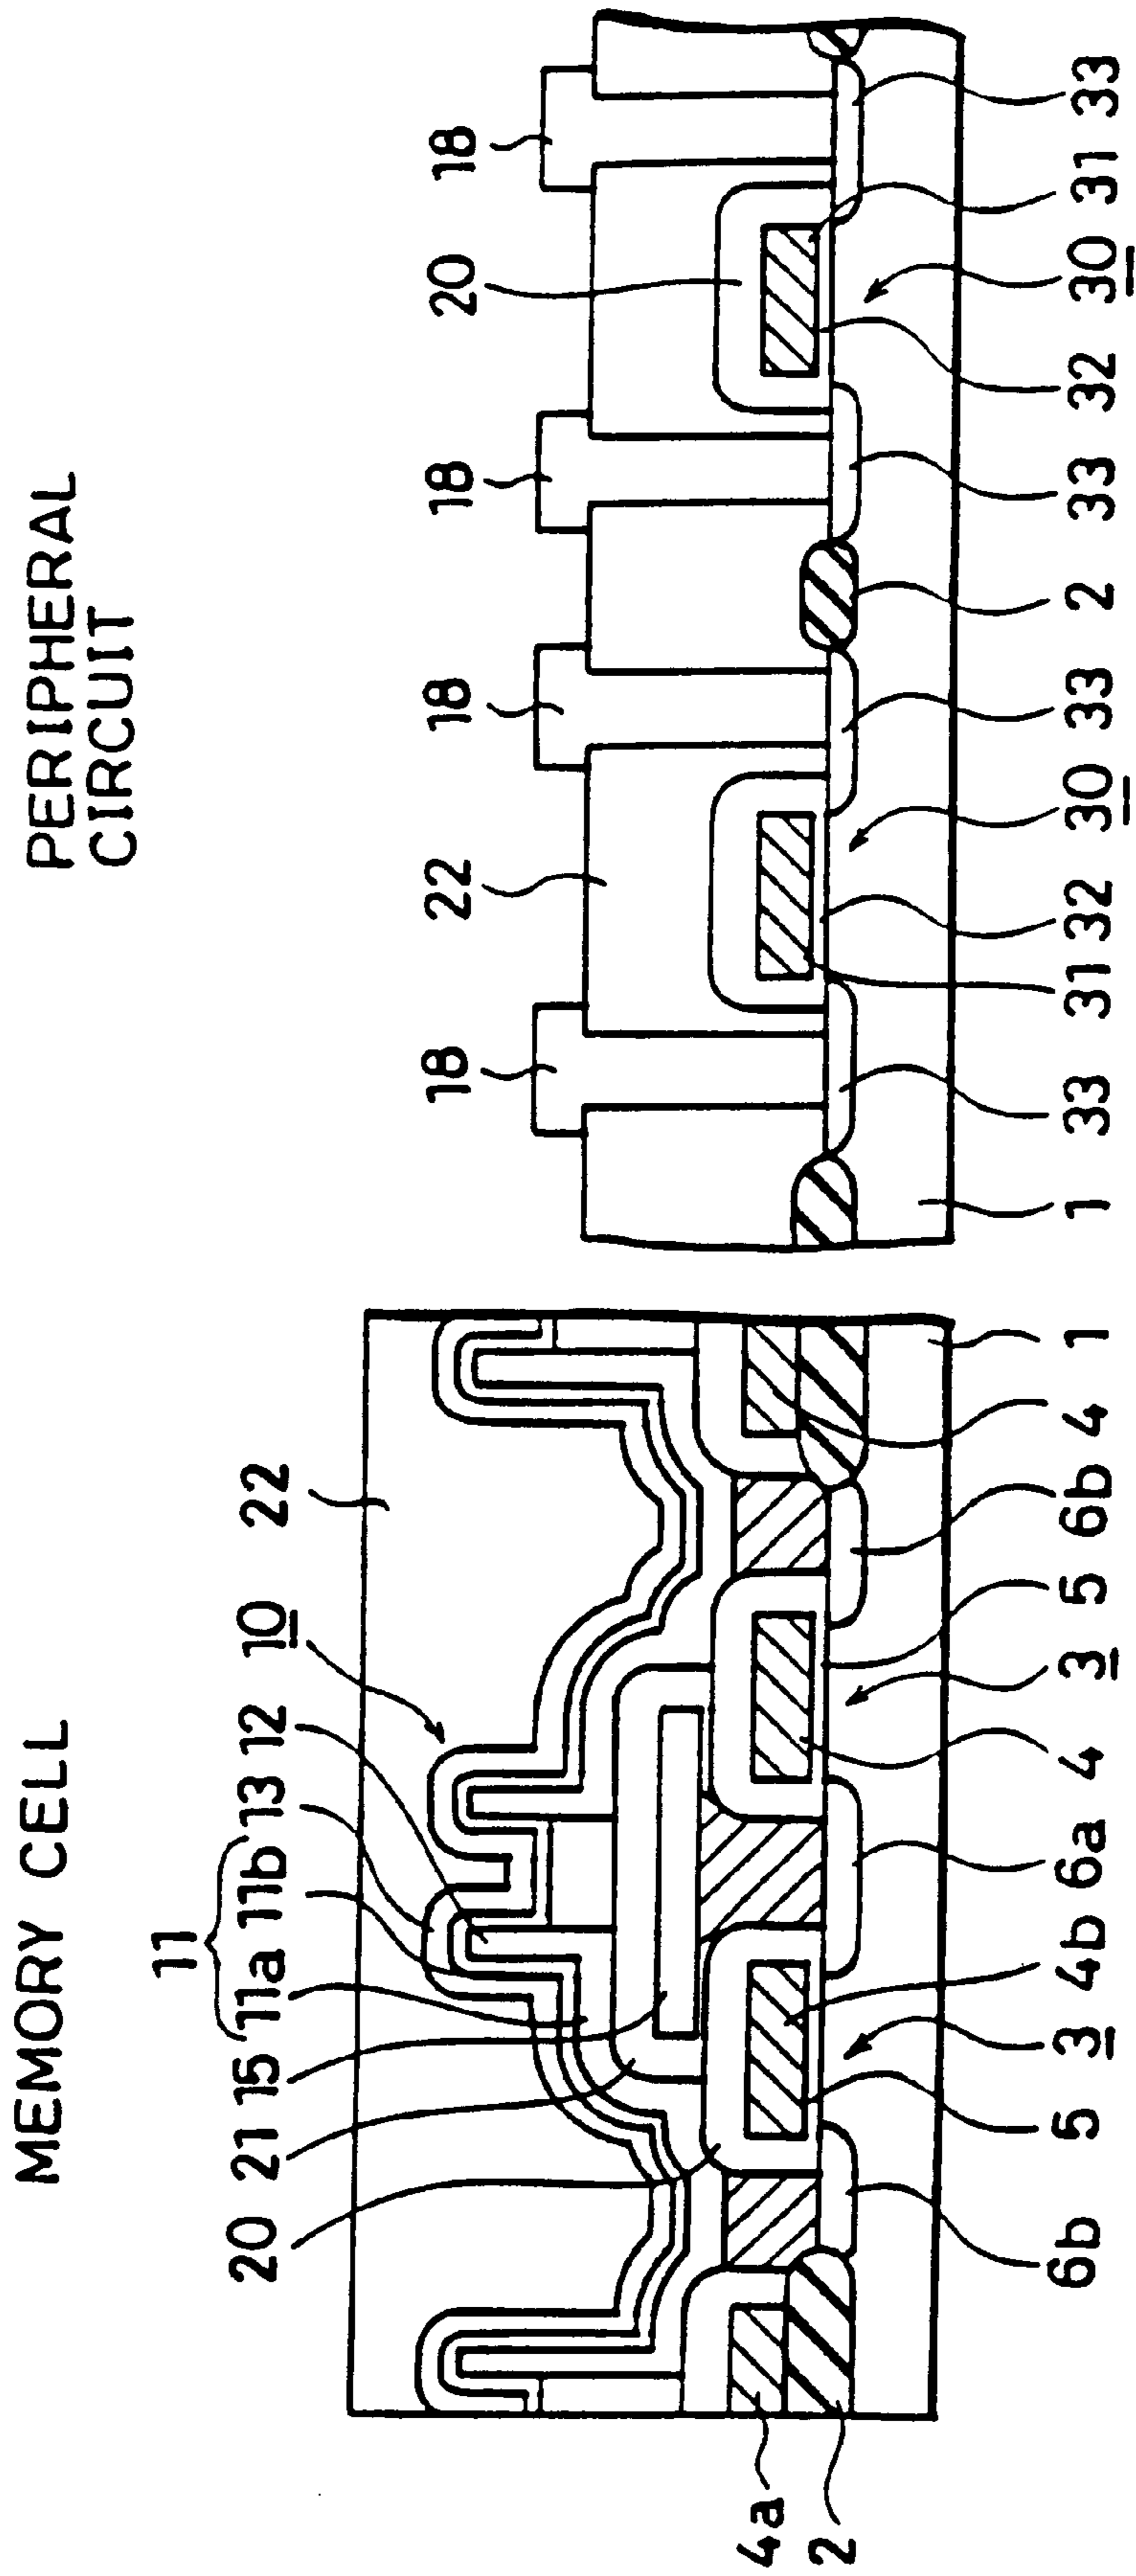 MEMORY CELL
11
20 21 15 11a 11b 13 12 10 22
4a
2
6b 5 3 4b 6a 4 3 5 6b 4 1
PERIPHERAL
CIRCUIT
18 22 18 18 20 18
1 33 31 32 30 33 2 33 32 30 31 33